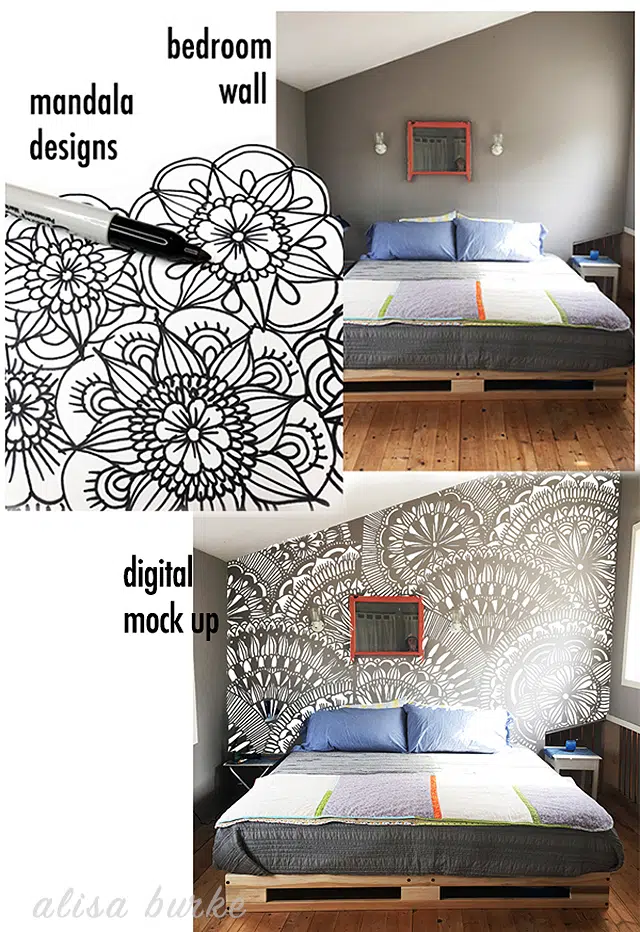 bedroom
wall
mandala
designs
digital
mock up
alisa burke